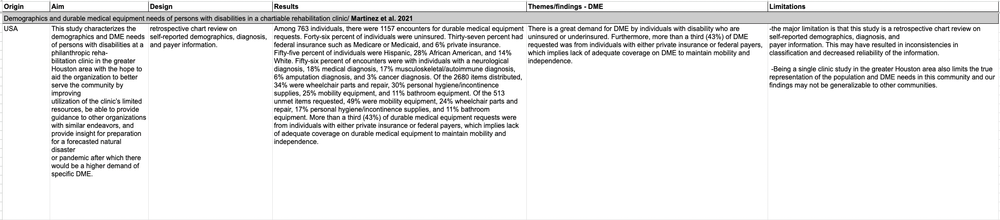 Origin
Aim
Design
Results
Themes/findings - DME
Limitations
Demographics and durable medical equipment needs of persons with disabilities in a chartiable rehabilitation clinic/ Martinez et al. 2021
USA
This study characterizes the
demographics and DME needs
of persons with disabilities at a
philanthropic reha-
bilitation clinic in the greater
Houston area with the hope to
aid the organization to better
serve the community by
improving
utilization of the clinic's limited
resources, be able to provide
guidance to other organizations
with similar endeavors, and
provide insight for preparation
for a forecasted natural
disaster
or pandemic after which there
would be a higher demand of
specific DME.
retrospective chart review on
self-reported demographics, diagnosis,
and payer information.
Among 763 individuals, there were 1157 encounters for durable medical equipment
requests. Forty-six percent of individuals were uninsured. Thirty-seven percent had
federal insurance such as Medicare or Medicaid, and 6% private insurance.
Fifty-five percent of individuals were Hispanic, 28% African American, and 14%
White. Fifty-six percent of encounters were with individuals with a neurological
diagnosis, 18% medical diagnosis, 17% musculoskeletal/autoimmune diagnosis,
6% amputation diagnosis, and 3% cancer diagnosis. Of the 2680 items distributed,
34% were wheelchair parts and repair, 30% personal hygiene/incontinence
supplies, 25% mobility equipment, and 11% bathroom equipment. Of the 513
unmet items requested, 49% were mobility equipment, 24% wheelchair parts and
repair, 17% personal hygiene/incontinence supplies, and 11% bathroom
equipment. More than a third (43%) of durable medical equipment requests were
from individuals with either private insurance or federal payers, which implies lack
of adequate coverage on durable medical equipment to maintain mobility and
independence.
There is a great demand for DME by individuals with disability who are
uninsured or underinsured. Furthermore, more than a third (43%) of DME
requested was from individuals with either private insurance or federal payers,
which implies lack of adequate coverage on DME to maintain mobility and
independence.
-the major limitation is that this study is a retrospective chart review on
self-reported demographics, diagnosis, and
payer information. This may have resulted in inconsistencies in
classification and decreased reliability of the information.
-Being a single clinic study in the greater Houston area also limits the true
representation of the population and DME needs in this community and our
findings may not be generalizable to other communities.